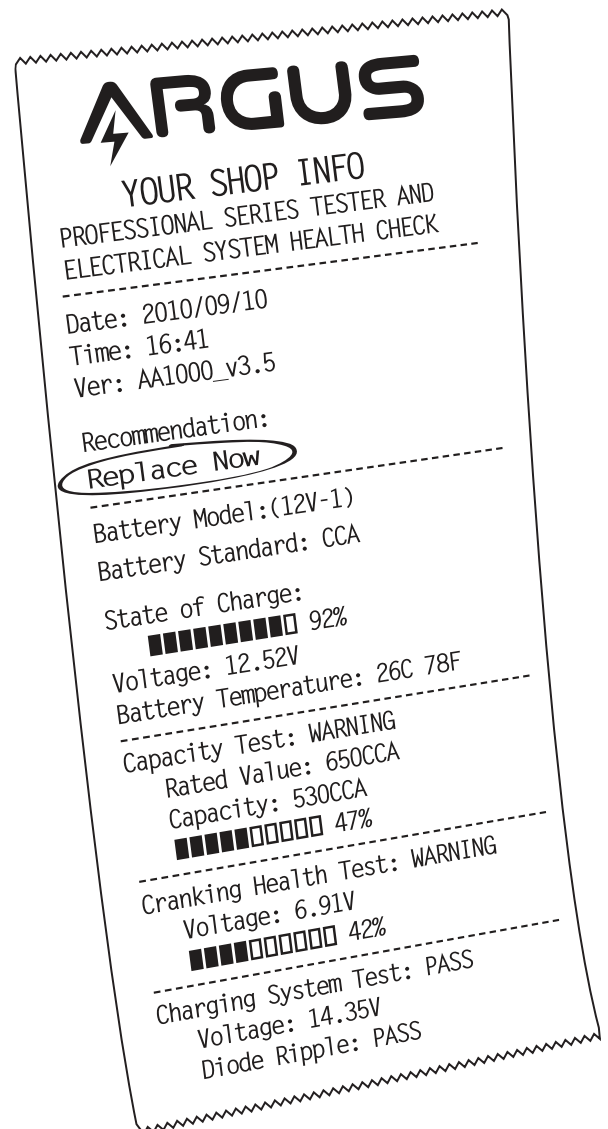 ARGUS
YOUR SHOP INFO
PROFESSIONAL SERIES TESTER AND
ELECTRICAL SYSTEM HEALTH CHECK
Date: 2010/09/10
Time: 16:41
Ver: AA1000_v3.5
Recommendation:
Replace Now
Battery Model:(12V-1)
Battery Standard: CCA
State of Charge:
92%
Voltage: 12.52V
Battery Temperature: 26C 78F
Capacity Test: WARNING
Rated Value: 650CCA
Capacity: 530CCA
47%
Cranking Health Test: WARNING
Voltage: 6.91V
42%
Charging System Test: PASS
Voltage: 14.35V
Diode Ripple: PASS